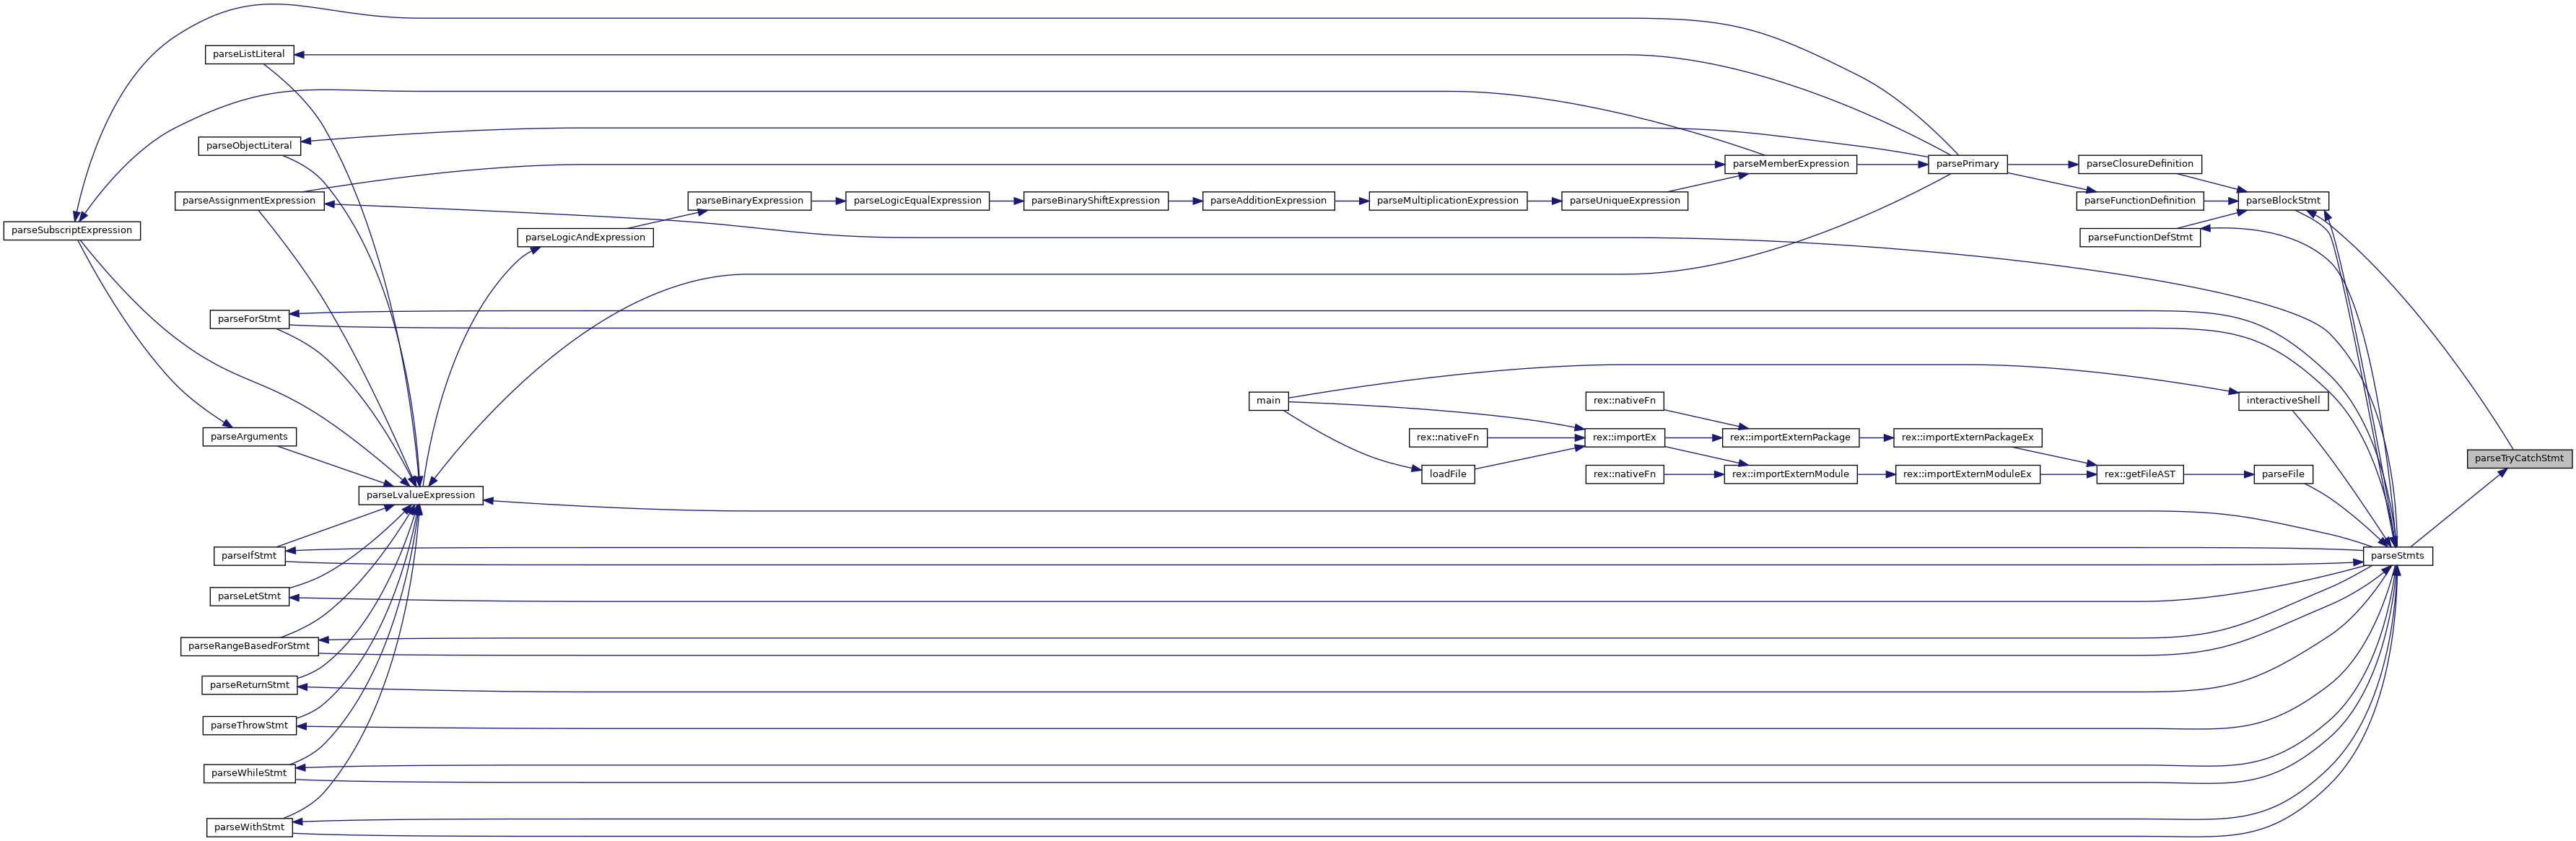 parseListLiteral
parseObjectLiteral
parseMemberExpression
parsePrimary
parseClosureDefinition
parseAssignmentExpression
parseBinaryExpression
parseLogicEqualExpression
parseBinaryShiftExpression
parseAdditionExpression
parseMultiplicationExpression
parseUniqueExpression
parseFunctionDefinition
parseBlockStmt
parseSubscriptExpression
parseLogicAndExpression
parseFunctionDefStmt
parseForStmt
main
rex::nativeFn
interactiveShell
parseArguments
rex::nativeFn
rex::importEx
rex::importExternPackage
rex::importExternPackageEx
parseTryCatchStmt
loadFile
rex::nativeFn
rex::importExternModule
rex::importExternModuleEx
rex::getFileAST
parseFile
parseLvalueExpression
parseIfStmt
parseStmts
parseLetStmt
parseRangeBasedForStmt
parseReturnStmt
parseThrowStmt
parseWhileStmt
parseWithStmt